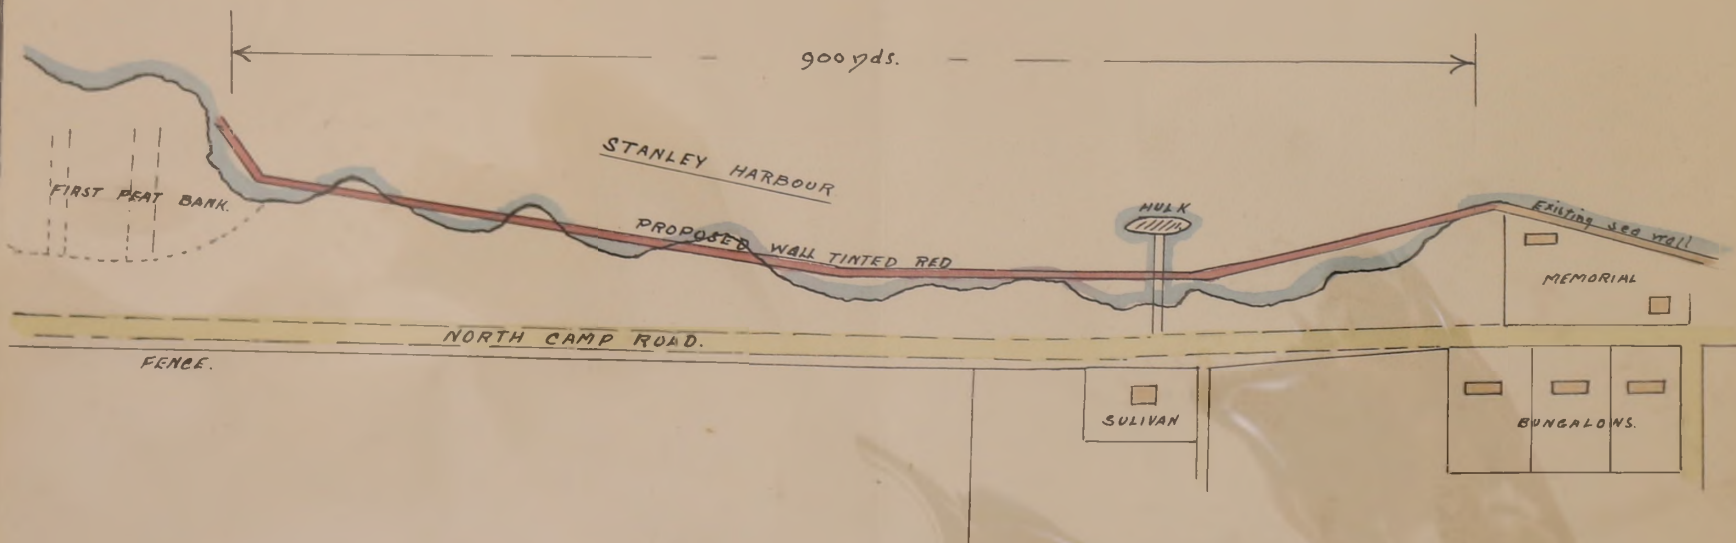 900 yds.
STANLEY HARBOUR
FIRST PEAT BANK.
HULK
Existing sea wall
PROPOSED WALL TINTED RED
MEMORIAL
NORTH CAMP ROAD.
FENCE.
SULIVAN
BUNGALOWS.